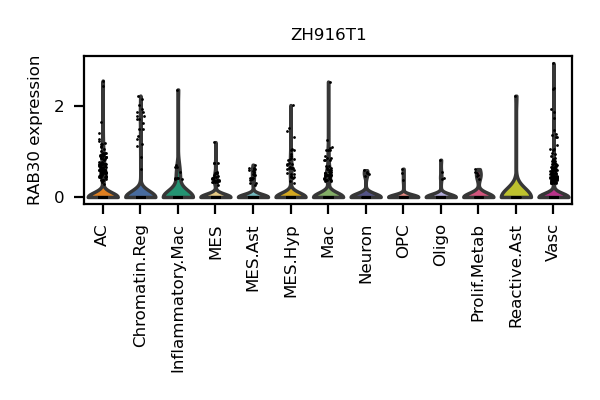 ZH916T1
RAB30 expression
2
0
AC
Chromatin.Reg
Inflammatory.Mac
MES
MES.Ast
MES.Hyp
Mac
Neuron
OPC
Oligo
Prolif.Metab
Reactive.Ast
Vasc